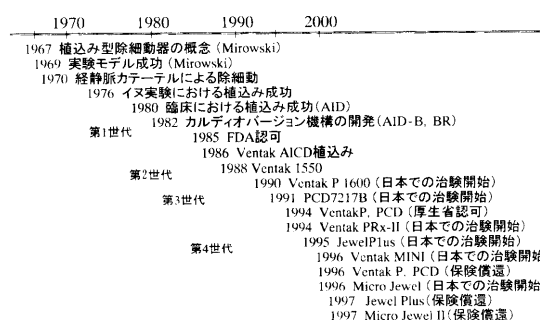 1970 1980 1990 2000
1967 植込み型除細動器の概念 (Mirowski)
1969 実験モデル成功 (Mirowski)
1970 経静脈カテーテルによる除細動
1976 イヌ実験における植込み成功
1980 臨床における植込み成功(AID)
1982 カルディオバージョン機構の開発(AID-B, BR)
第1世代
1985 FDA認可
1986 Ventak AICD植込み
1988 Ventak 1550
第2世代
1990 Ventak P 1600 (日本での治験開始)
1991 PCD7217B (日本での治験開始)
第3世代
1994 VentakP, PCD (厚生省認可)
1994 Ventak PRx-II (日本での治験開始)
1995 JewelPlus (日本での治験開始)
第4世代
1996 Ventak MINI (日本での治験開始
1996 Ventak P. PCD (保険償還)
1996 Micro Jewel (日本での治験開始
1997 Jewel Plus(保険償還)
1997 Micro Jewel II(保険償還)